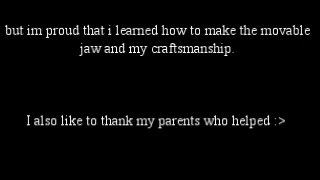 but im proud that i learned how to make the movable
jaw and my craftsmanship.
I also like to thank my parents who helped :>